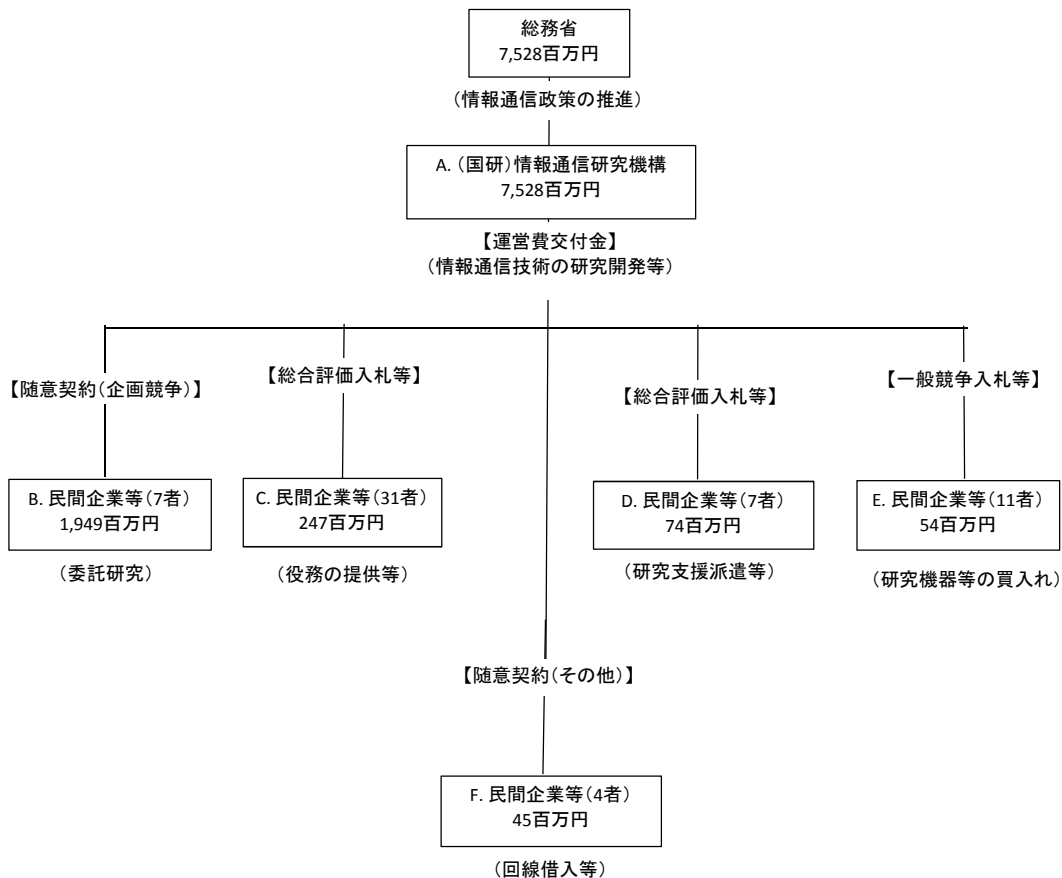 総務省
7,528百万円
（情報通信政策の推進）
A. （国研）情報通信研究機構
7,528百万円
【運営費交付金】
（情報通信技術の研究開発等）
【随意契約（企画競争）】
【総合評価入札等】
【総合評価入札等】
【一般競争入札等】
B. 民間企業等（7者）
1,949百万円
（委託研究）
C. 民間企業等（31者）
247百万円
（役務の提供等）
D. 民間企業等（7者）
74百万円
（研究支援派遣等）
E. 民間企業等（11者）
54百万円
（研究機器等の買入れ）
【随意契約（その他）】
F. 民間企業等（4者）
45百万円
（回線借入等）